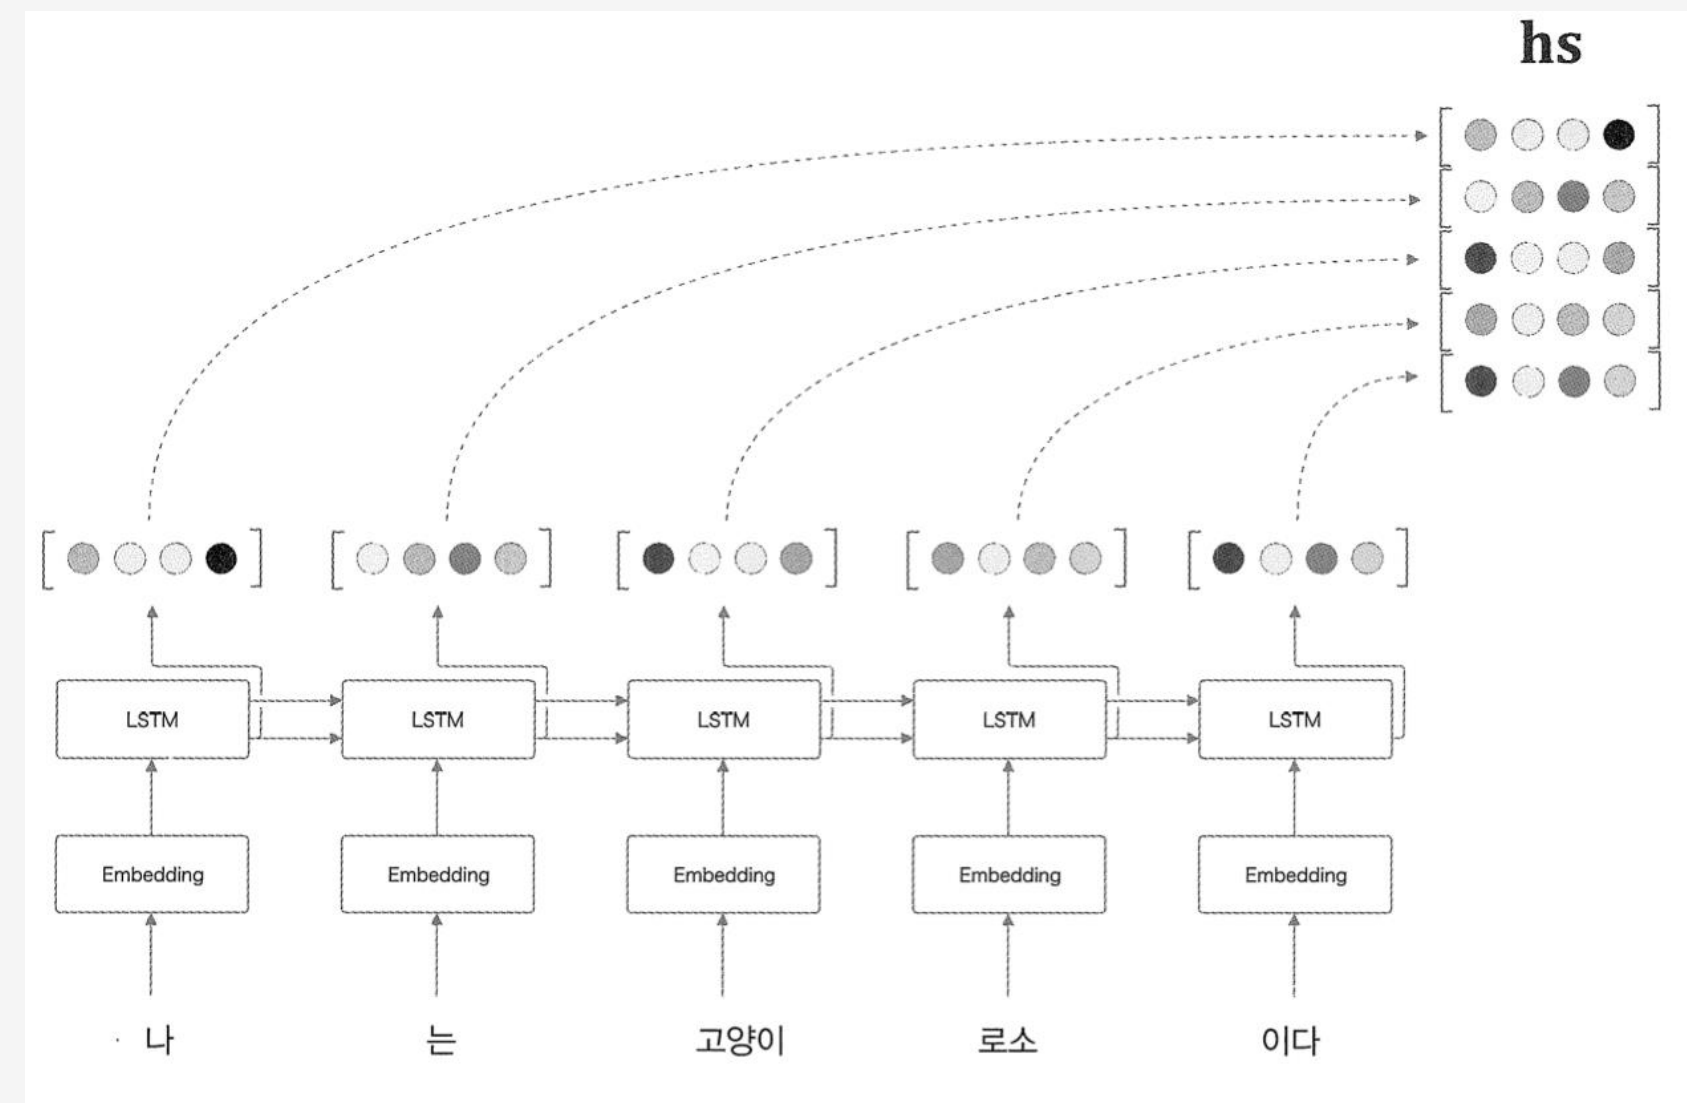 hs
LSTM LSTM LSTM LSTM LSTM
Embedding Embedding Embedding Embedding Embedding
나 는 고양이 로소 이다